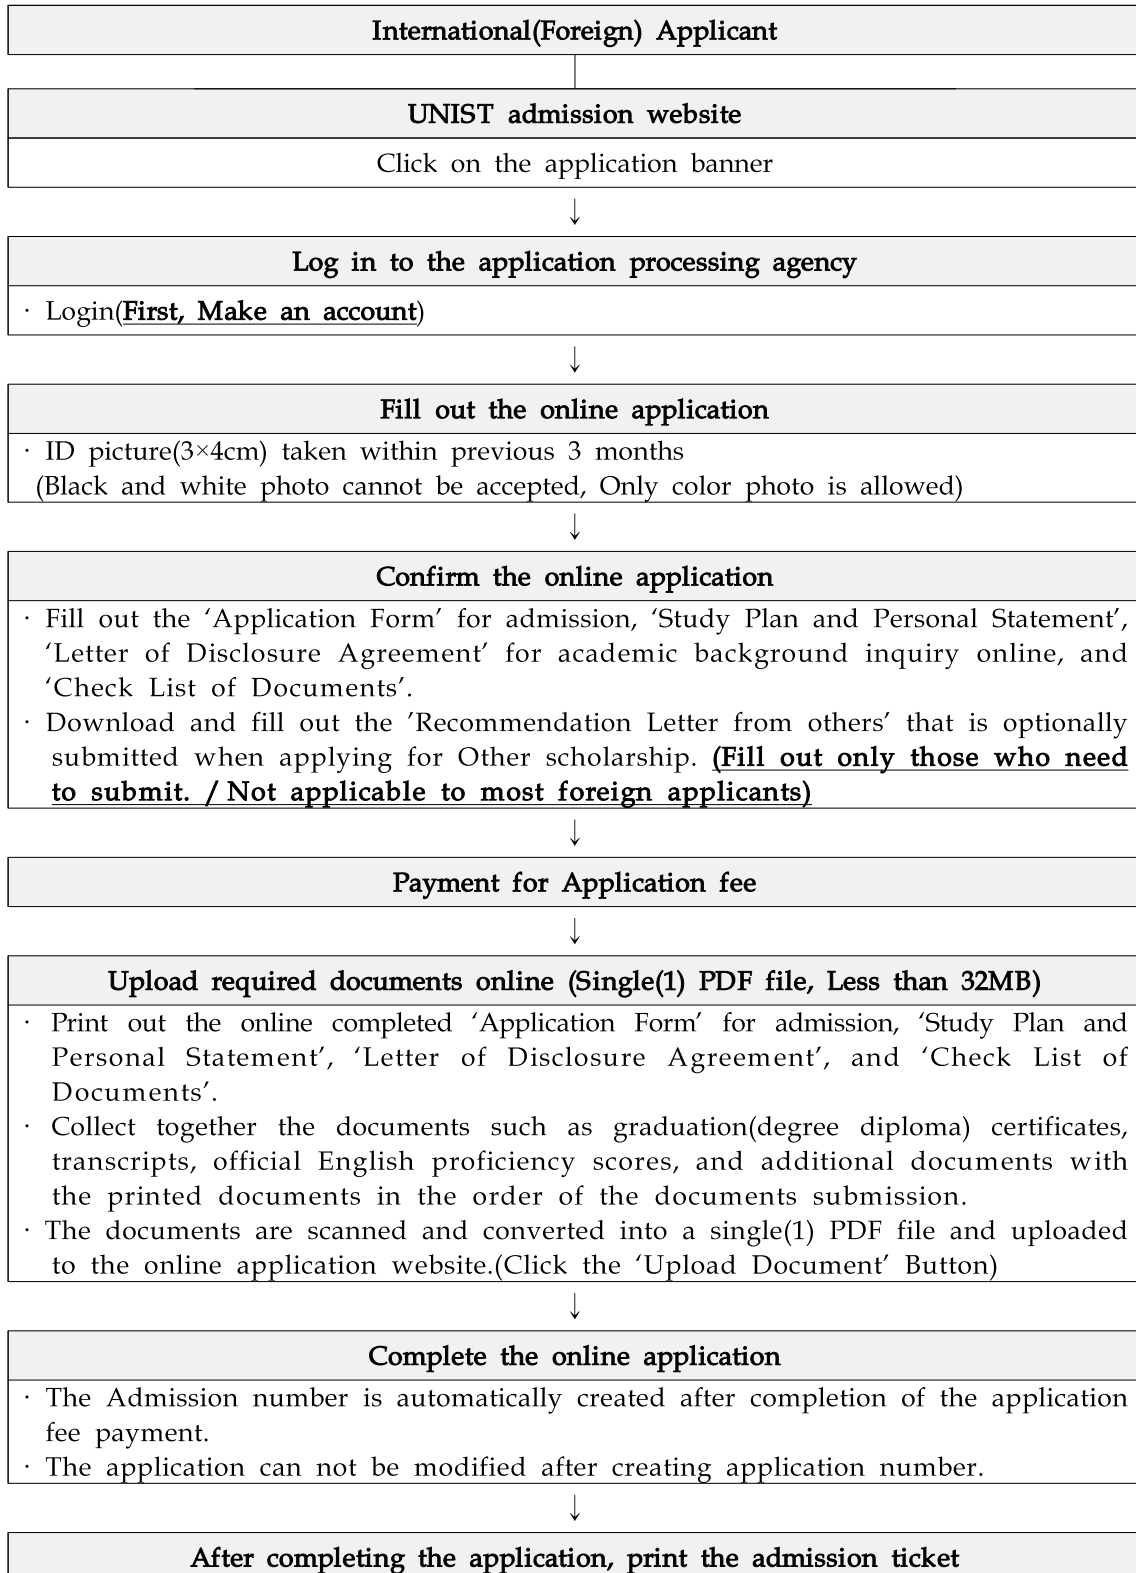 International(Foreign) Applicant
UNIST admission website
Click on the application banner
↓
Log in to the application processing agency
· Login(First, Make an account)
↓
Fill out the online application
· ID picture(3×4cm) taken within previous 3 months
(Black and white photo cannot be accepted, Only color photo is allowed)
↓
Confirm the online application
· Fill out the ‘Application Form’ for admission, ‘Study Plan and Personal Statement’,
‘Letter of Disclosure Agreement’ for academic background inquiry online, and
‘Check List of Documents’.
· Download and fill out the ’Recommendation Letter from others’ that is optionally
submitted when applying for Other scholarship. (Fill out only those who need
to submit. / Not applicable to most foreign applicants)
↓
Payment for Application fee
↓
Upload required documents online (Single(1) PDF file, Less than 32MB)
· Print out the online completed ‘Application Form’ for admission, ‘Study Plan and
Personal Statement’, ‘Letter of Disclosure Agreement’, and ‘Check List of
Documents’.
· Collect together the documents such as graduation(degree diploma) certificates,
transcripts, official English proficiency scores, and additional documents with
the printed documents in the order of the documents submission.
· The documents are scanned and converted into a single(1) PDF file and uploaded
to the online application website.(Click the ‘Upload Document’ Button)
↓
Complete the online application
· The Admission number is automatically created after completion of the application
fee payment.
· The application can not be modified after creating application number.
↓
After completing the application, print the admission ticket